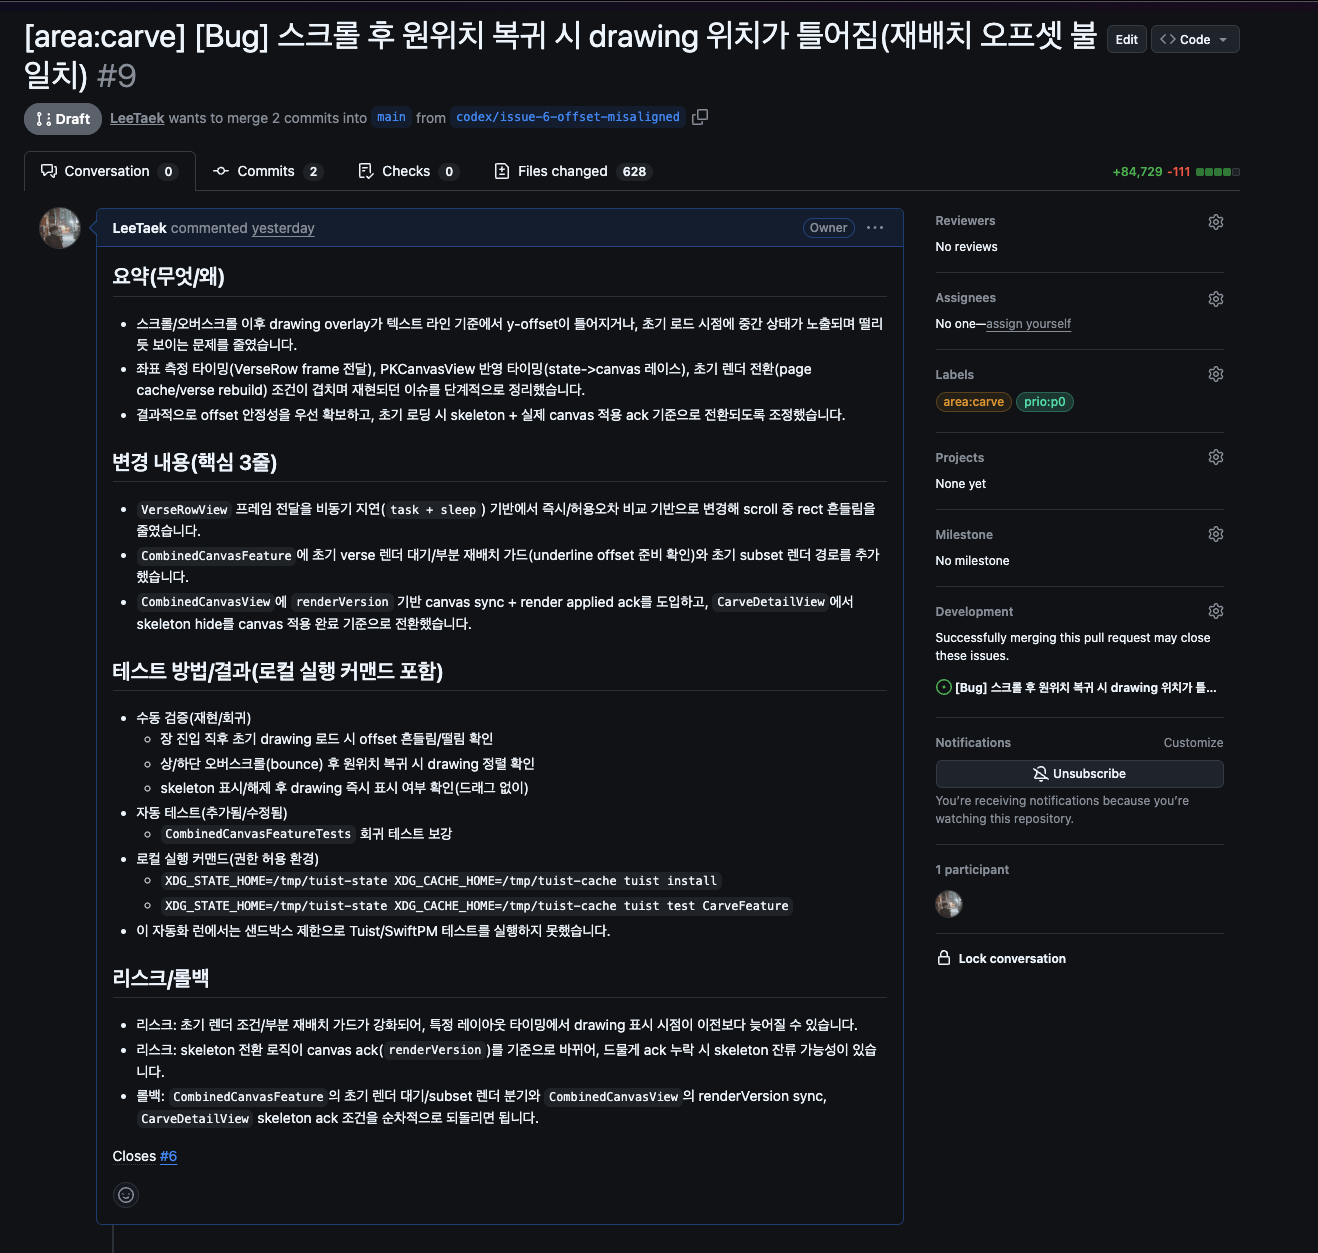 [area:carve] [Bug] 스크롤 후 원위치 복귀 시 drawing 위치가 틀어짐(재배치 오프셋 불
일치) #9
Edit
Code
Draft
LeeTaek wants to merge 2 commits into main from codex/issue-6-offset-misaligned
Conversation 0
Commits 2
Checks 0
Files changed 628
+84,729 -111
LeeTaek commented yesterday
Owner
요약(무엇/왜)
• 스크롤/오버스크롤 이후 drawing overlay가 텍스트 라인 기준에서 y-offset이 틀어지거나, 초기 로드 시점에 중간 상태가 노출되며 떨리
듯 보이는 문제를 줄였습니다.
• 좌표 측정 타이밍(VerseRow frame 전달), PKCanvasView 반영 타이밍(state->canvas 레이스), 초기 렌더 전환(page
cache/verse rebuild) 조건이 겹치며 재현되던 이슈를 단계적으로 정리했습니다.
• 결과적으로 offset 안정성을 우선 확보하고, 초기 로딩 시 skeleton + 실제 canvas 적용 ack 기준으로 전환되도록 조정했습니다.
변경 내용(핵심 3줄)
• VerseRowView 프레임 전달을 비동기 지연( task + sleep ) 기반에서 즉시/허용오차 비교 기반으로 변경해 scroll 중 rect 흔들림을
줄였습니다.
• CombinedCanvasFeature 에 초기 verse 렌더 대기/부분 재배치 가드(underline offset 준비 확인)와 초기 subset 렌더 경로를 추가
했습니다.
• CombinedCanvasView 에 renderVersion 기반 canvas sync + render applied ack를 도입하고, CarveDetailView 에서
skeleton hide를 canvas 적용 완료 기준으로 전환했습니다.
테스트 방법/결과(로컬 실행 커맨드 포함)
• 수동 검증(재현/회귀)
◦ 장 진입 직후 초기 drawing 로드 시 offset 흔들림/떨림 확인
◦ 상/하단 오버스크롤(bounce) 후 원위치 복귀 시 drawing 정렬 확인
◦ skeleton 표시/해제 후 drawing 즉시 표시 여부 확인(드래그 없이)
• 자동 테스트(추가됨/수정됨)
◦ CombinedCanvasFeatureTests 회귀 테스트 보강
• 로컬 실행 커맨드(권한 허용 환경)
◦ XDG_STATE_HOME=/tmp/tuist-state XDG_CACHE_HOME=/tmp/tuist-cache tuist install
◦ XDG_STATE_HOME=/tmp/tuist-state XDG_CACHE_HOME=/tmp/tuist-cache tuist test CarveFeature
• 이 자동화 런에서는 샌드박스 제한으로 Tuist/SwiftPM 테스트를 실행하지 못했습니다.
리스크/롤백
• 리스크: 초기 렌더 조건/부분 재배치 가드가 강화되어, 특정 레이아웃 타이밍에서 drawing 표시 시점이 이전보다 늦어질 수 있습니다.
• 리스크: skeleton 전환 로직이 canvas ack( renderVersion )를 기준으로 바뀌어, 드물게 ack 누락 시 skeleton 잔류 가능성이 있습
니다.
• 롤백: CombinedCanvasFeature 의 초기 렌더 대기/subset 렌더 분기와 CombinedCanvasView 의 renderVersion sync,
CarveDetailView skeleton ack 조건을 순차적으로 되돌리면 됩니다.
Closes #6
Reviewers
No reviews
Assignees
No one—assign yourself
Labels
area:carve prio:p0
Projects
None yet
Milestone
No milestone
Development
Successfully merging this pull request may close
these issues.
[Bug] 스크롤 후 원위치 복귀 시 drawing 위치가 틀...
Notifications
Customize
Unsubscribe
You're receiving notifications because you're
watching this repository.
1 participant
Lock conversation